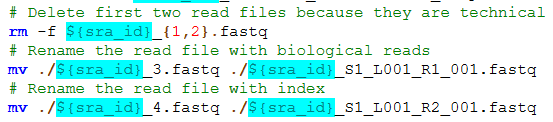 # Delete first two read files because they are technical
rm -f ${sra_id}_{1,2}.fastq
# Rename the read file with biological reads
mv ./${sra_id}_3.fastq ./${sra_id}_S1_L001_R1_001.fastq
# Rename the read file with index
mv ./${sra_id}_4.fastq ./${sra_id}_S1_L001_R2_001.fastq